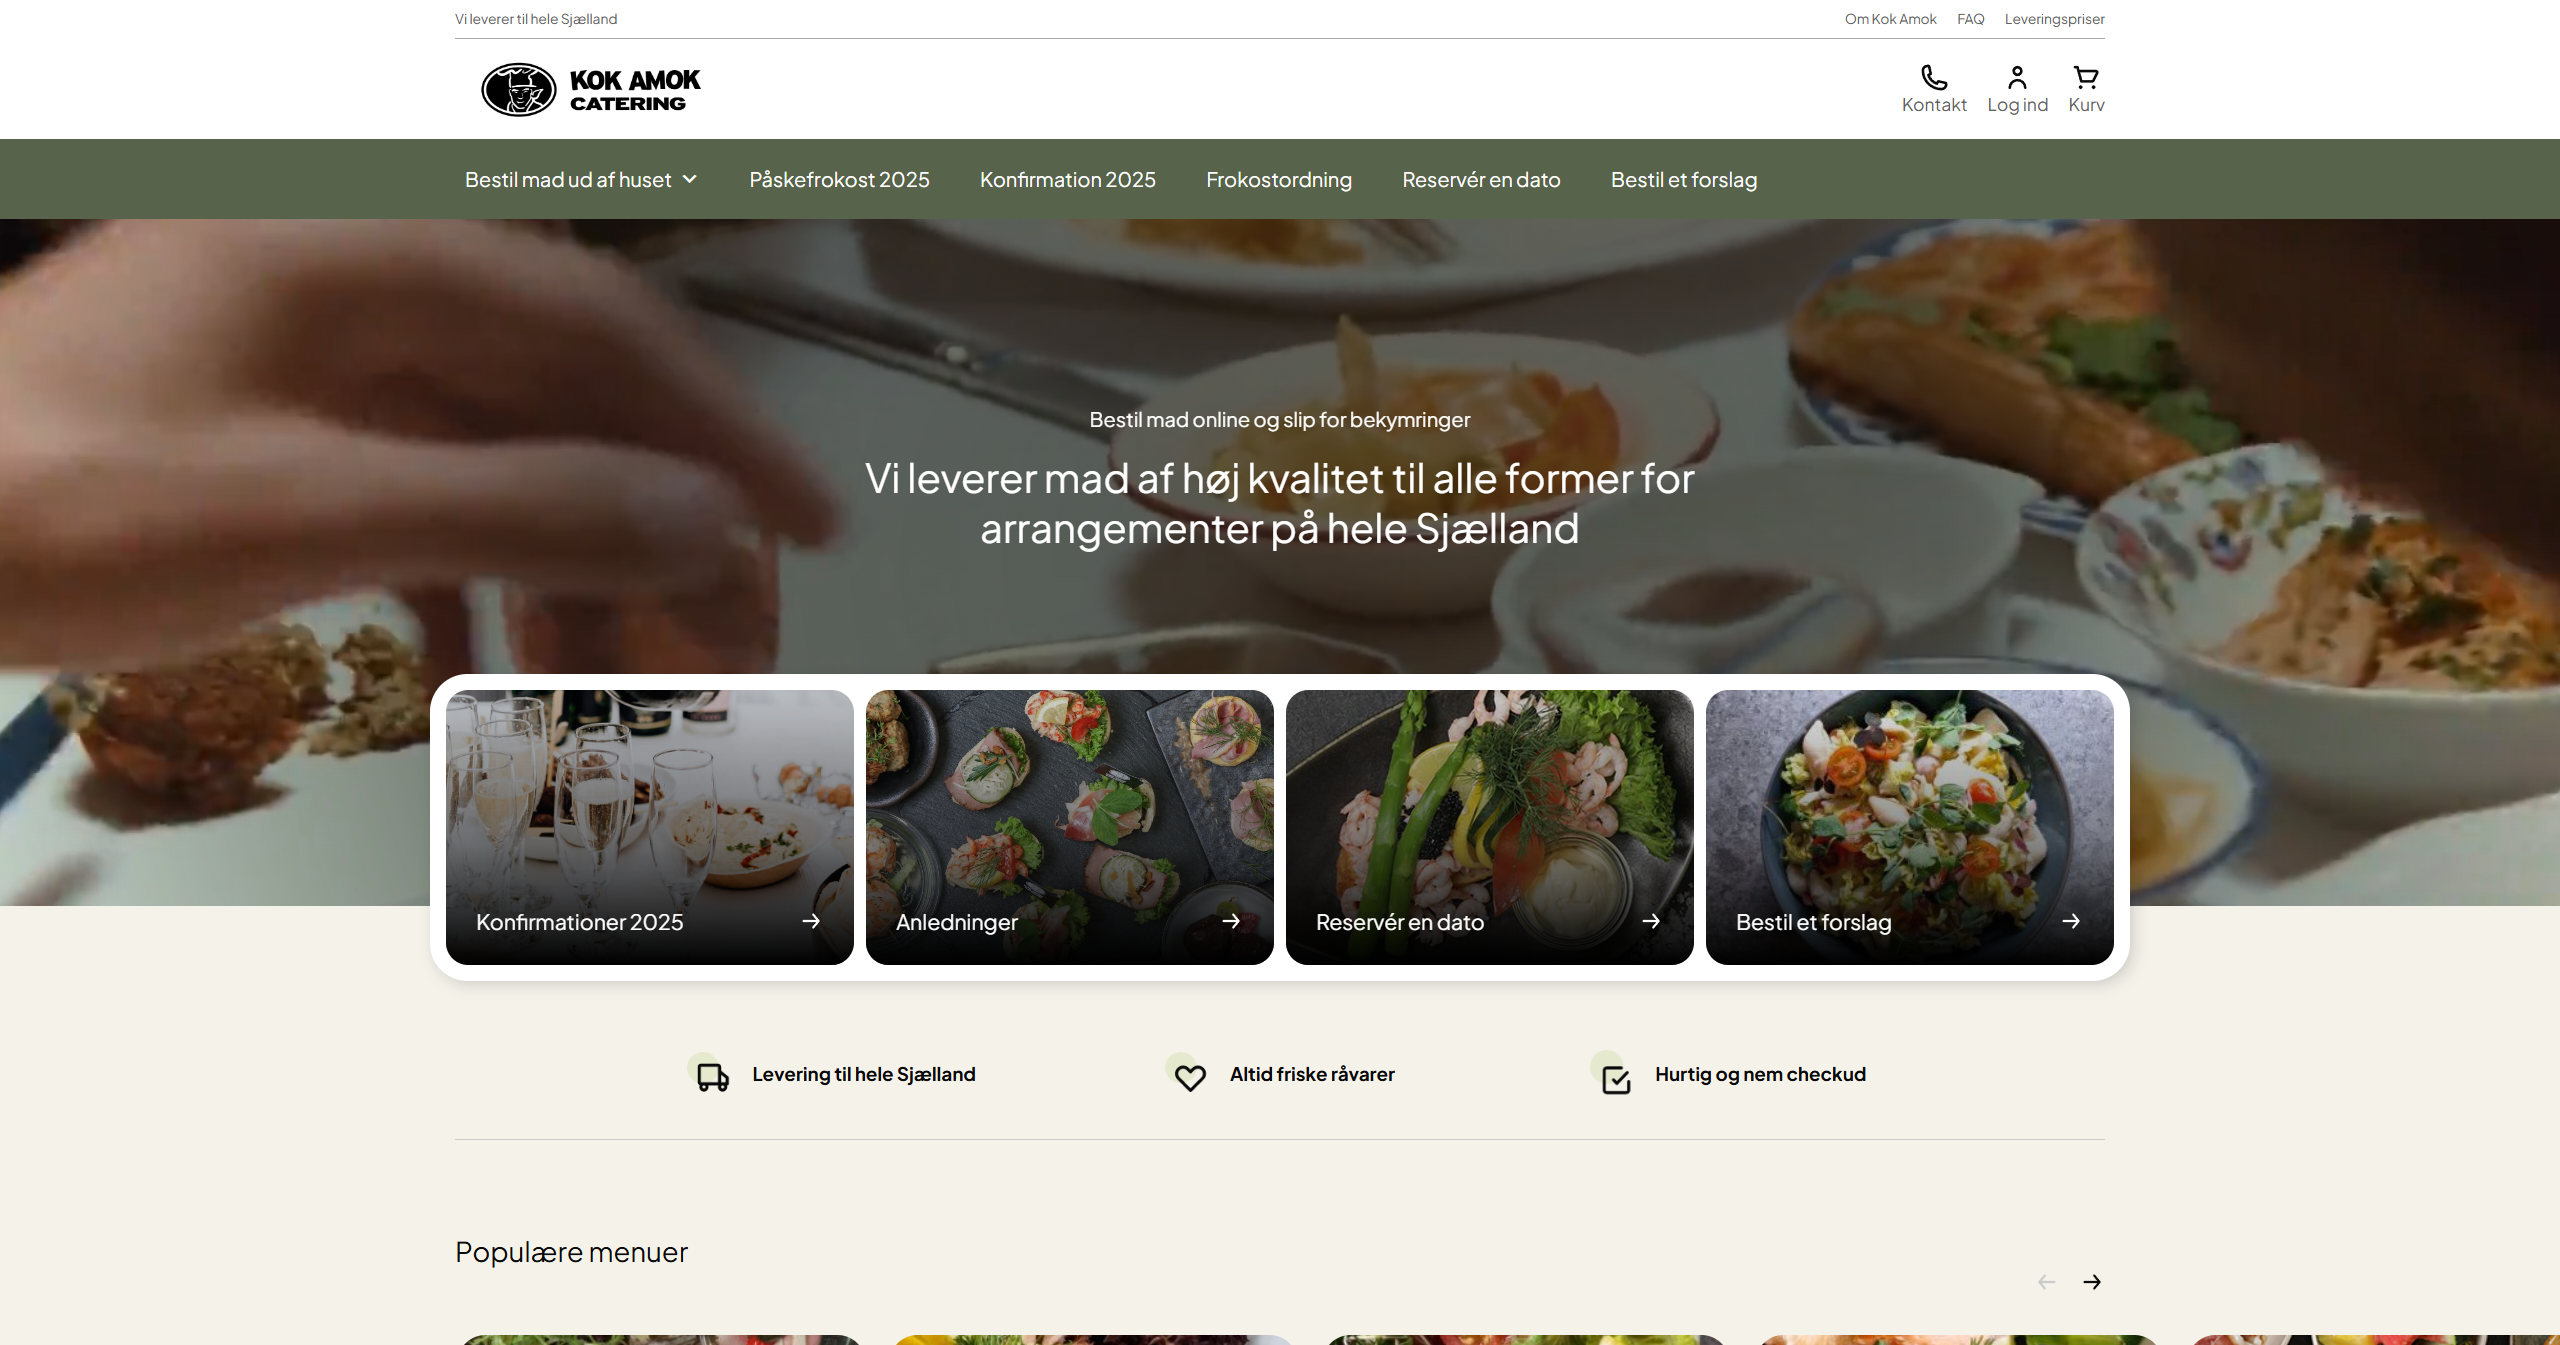 Vi leverer til hele Sjælland
Om Kok Amok FAQ Leveringspriser
KOK AMOK
CATERING
Kontakt Log ind Kurv
Bestil mad ud af huset Påskefrokost 2025 Konfirmation 2025 Frokostordning Reservér en dato Bestil et forslag
Bestil mad online og slip for bekymringer
Vi leverer mad af høj kvalitet til alle former for
arrangementer på hele Sjælland
Konfirmationer 2025
Anledninger
Reservér en dato
Bestil et forslag
Levering til hele Sjælland
Altid friske råvarer
Hurtig og nem checkud
Populære menuer